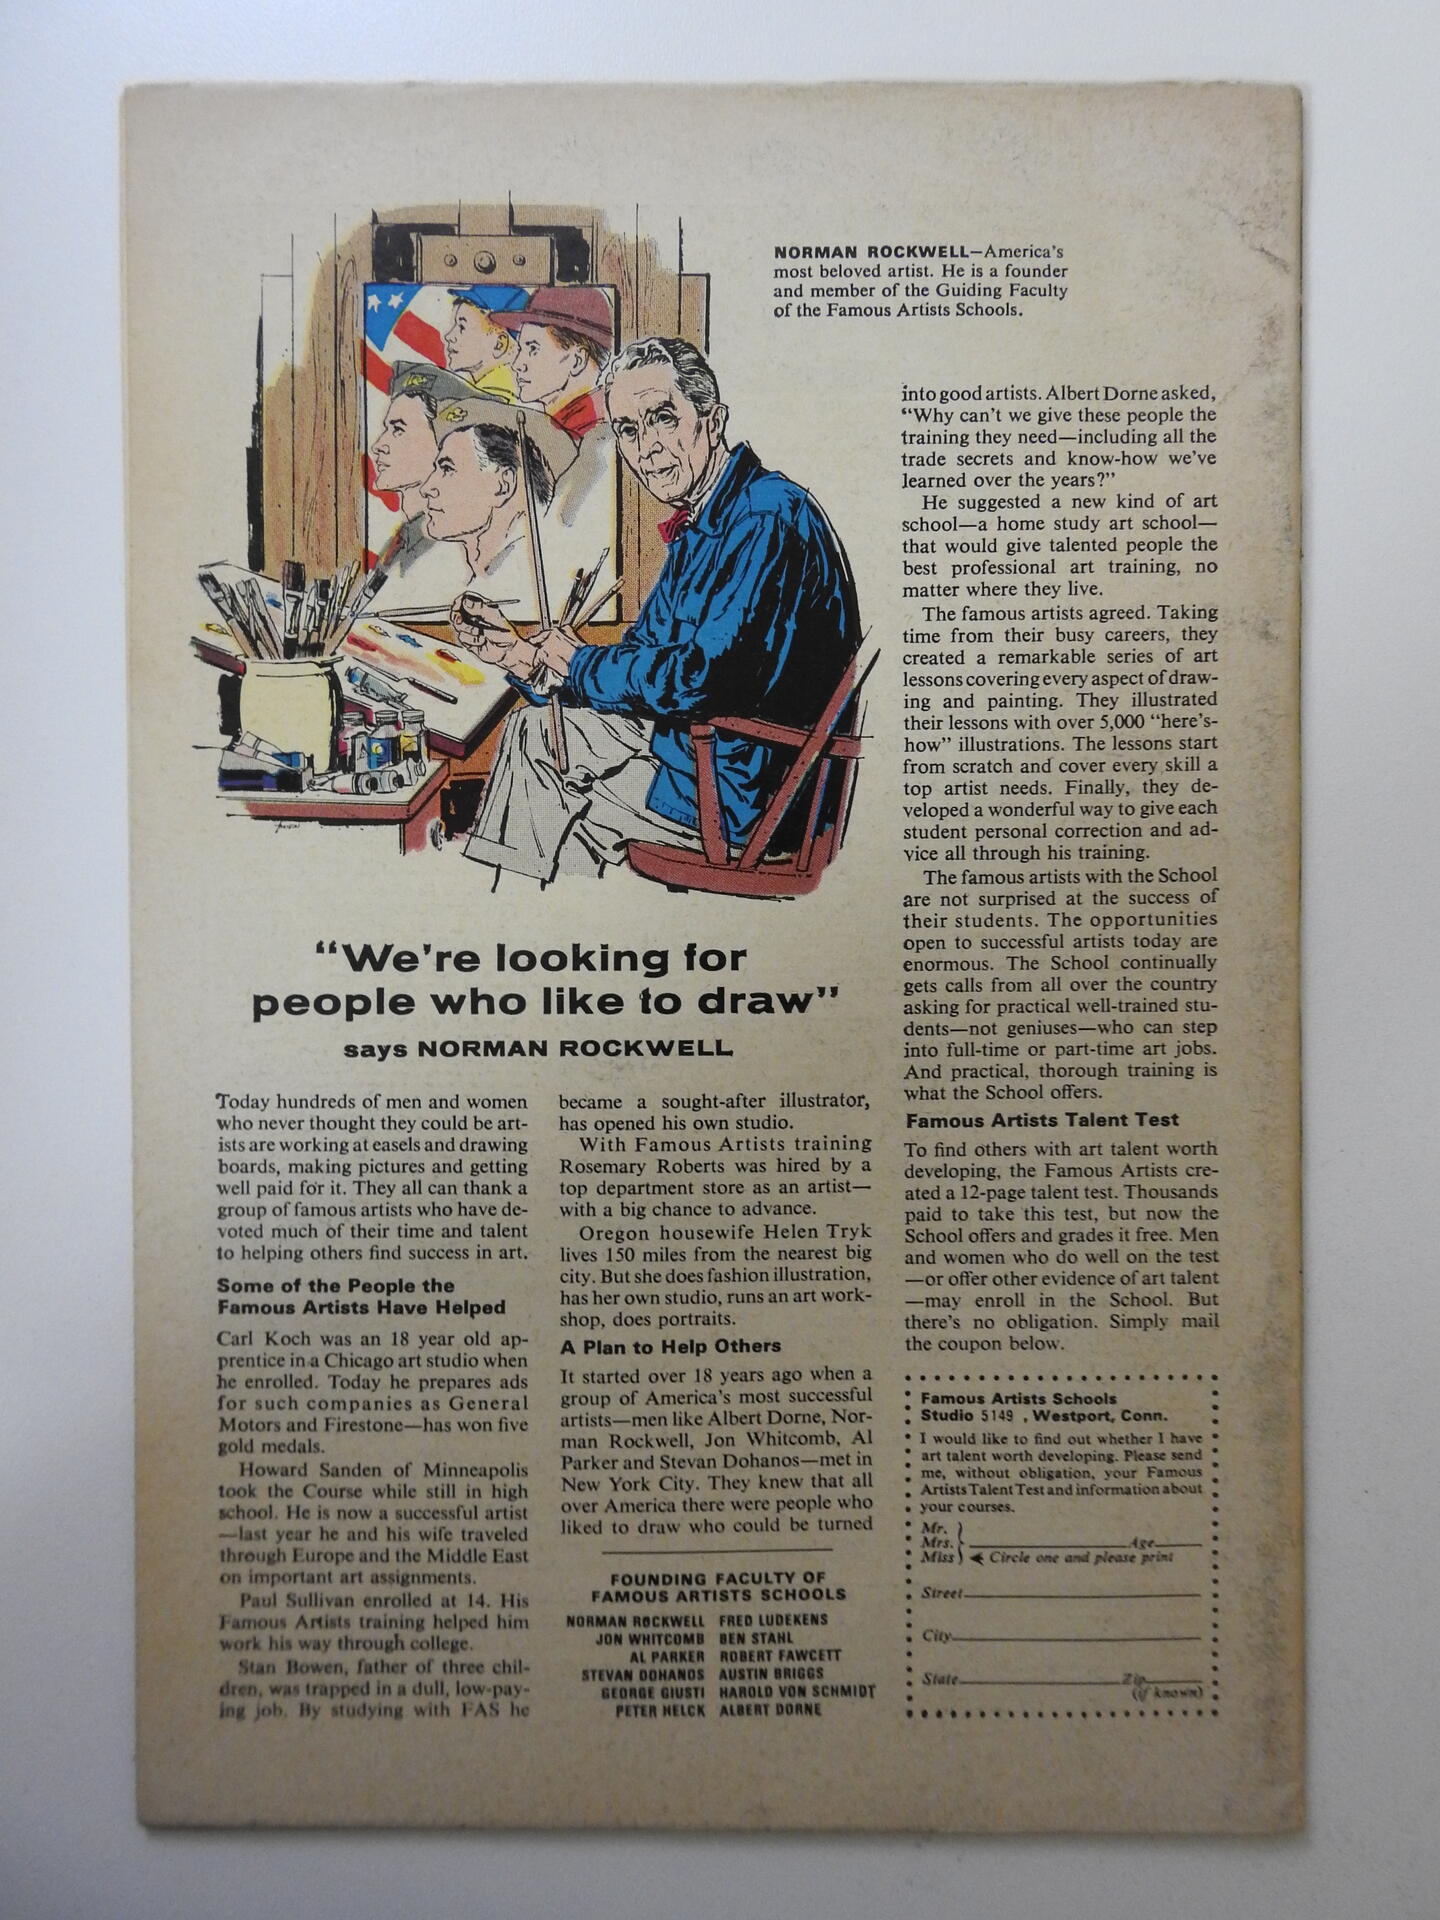 NORMAN ROCKWELL—America's
most beloved artist. He is a founder
and member of the Guiding Faculty
of the Famous Artists Schools.
"We're looking for
people who like to draw"
says NORMAN ROCKWELL
Today hundreds of men and women
who never thought they could be art-
ists are working at easels and drawing
boards, making pictures and getting
well paid for it. They all can thank a
group of famous artists who have de-
voted much of their time and talent
to helping others find success in art.
Some of the People the
Famous Artists Have Helped
Carl Koch was an 18 year old ap-
prentice in a Chicago art studio when
he enrolled. Today he prepares ads
for such companies as General
Motors and Firestone—has won five
gold medals.
Howard Sanden of Minneapolis
took the Course while still in high
school. He is now a successful artist
—last year he and his wife traveled
through Europe and the Middle East
on important art assignments.
Paul Sullivan enrolled at 14. His
Famous Artists training helped him
work his way through college.
Stan Bowen, father of three chil-
dren, was trapped in a dull, low-pay-
ing job. By studying with FAS he
became a sought-after illustrator,
has opened his own studio.
With Famous Artists training
Rosemary Roberts was hired by a
top department store as an artist—
with a big chance to advance.
Oregon housewife Helen Tryk
lives 150 miles from the nearest big
city. But she does fashion illustration,
has her own studio, runs an art work-
shop, does portraits.
A Plan to Help Others
It started over 18 years ago when a
group of America's most successful
artists—men like Albert Dorne, Nor-
man Rockwell, Jon Whitcomb, Al
Parker and Stevan Dohanos—met in
New York City. They knew that all
over America there were people who
liked to draw who could be turned
into good artists. Albert Dorne asked,
"Why can't we give these people the
training they need—including all the
trade secrets and know-how we've
learned over the years?"
He suggested a new kind of art
school—a home study art school—
that would give talented people the
best professional art training, no
matter where they live.
The famous artists agreed. Taking
time from their busy careers, they
created a remarkable series of art
lessons covering every aspect of draw-
ing and painting. They illustrated
their lessons with over 5,000 "here's-
how" illustrations. The lessons start
from scratch and cover every skill a
top artist needs. Finally, they de-
veloped a wonderful way to give each
student personal correction and ad-
vice all through his training.
The famous artists with the School
are not surprised at the success of
their students. The opportunities
open to successful artists today are
enormous. The School continually
gets calls from all over the country
asking for practical well-trained stu-
dents—not geniuses—who can step
into full-time or part-time art jobs.
And practical, thorough training is
what the School offers.
Famous Artists Talent Test
To find others with art talent worth
developing, the Famous Artists cre-
ated a 12-page talent test. Thousands
paid to take this test, but now the
School offers and grades it free. Men
and women who do well on the test
—or offer other evidence of art talent
—may enroll in the School. But
there's no obligation. Simply mail
the coupon below.
FOUNDING FACULTY OF
FAMOUS ARTISTS SCHOOLS
NORMAN ROCKWELL FRED LUDEKENS
JON WHITCOMB BEN STAHL
AL PARKER ROBERT FAWCETT
STEVAN DOHANOS AUSTIN BRIGGS
GEORGE GIUSTI HAROLD VON SCHMIDT
PETER HELCK ALBERT DORNE
Famous Artists Schools
Studio 5149 , Westport, Conn.
I would like to find out whether I have
art talent worth developing. Please send
me, without obligation, your Famous
Artists Talent Test and information about
your courses.
Mr.
Mrs. Age
Miss Circle one and please print
Street
City
State Zip
(if known)